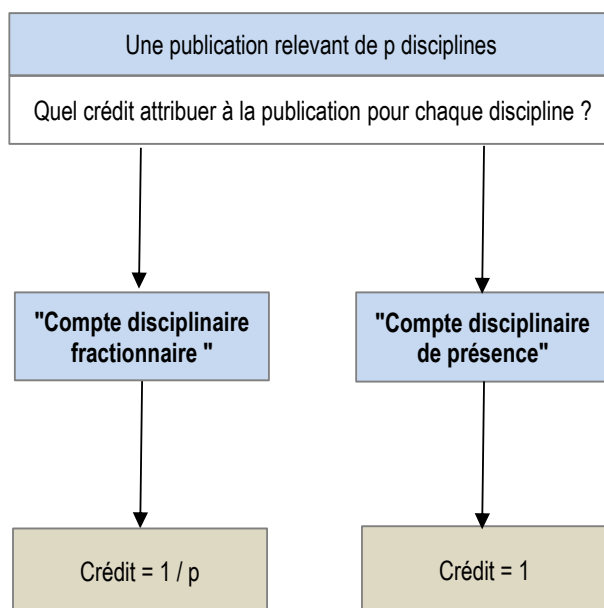 Une publication relevant de p disciplines
Quel crédit attribuer à la publication pour chaque discipline ?
"Compte disciplinaire
fractionnaire "
"Compte disciplinaire
de présence"
Crédit = 1 / p
Crédit = 1